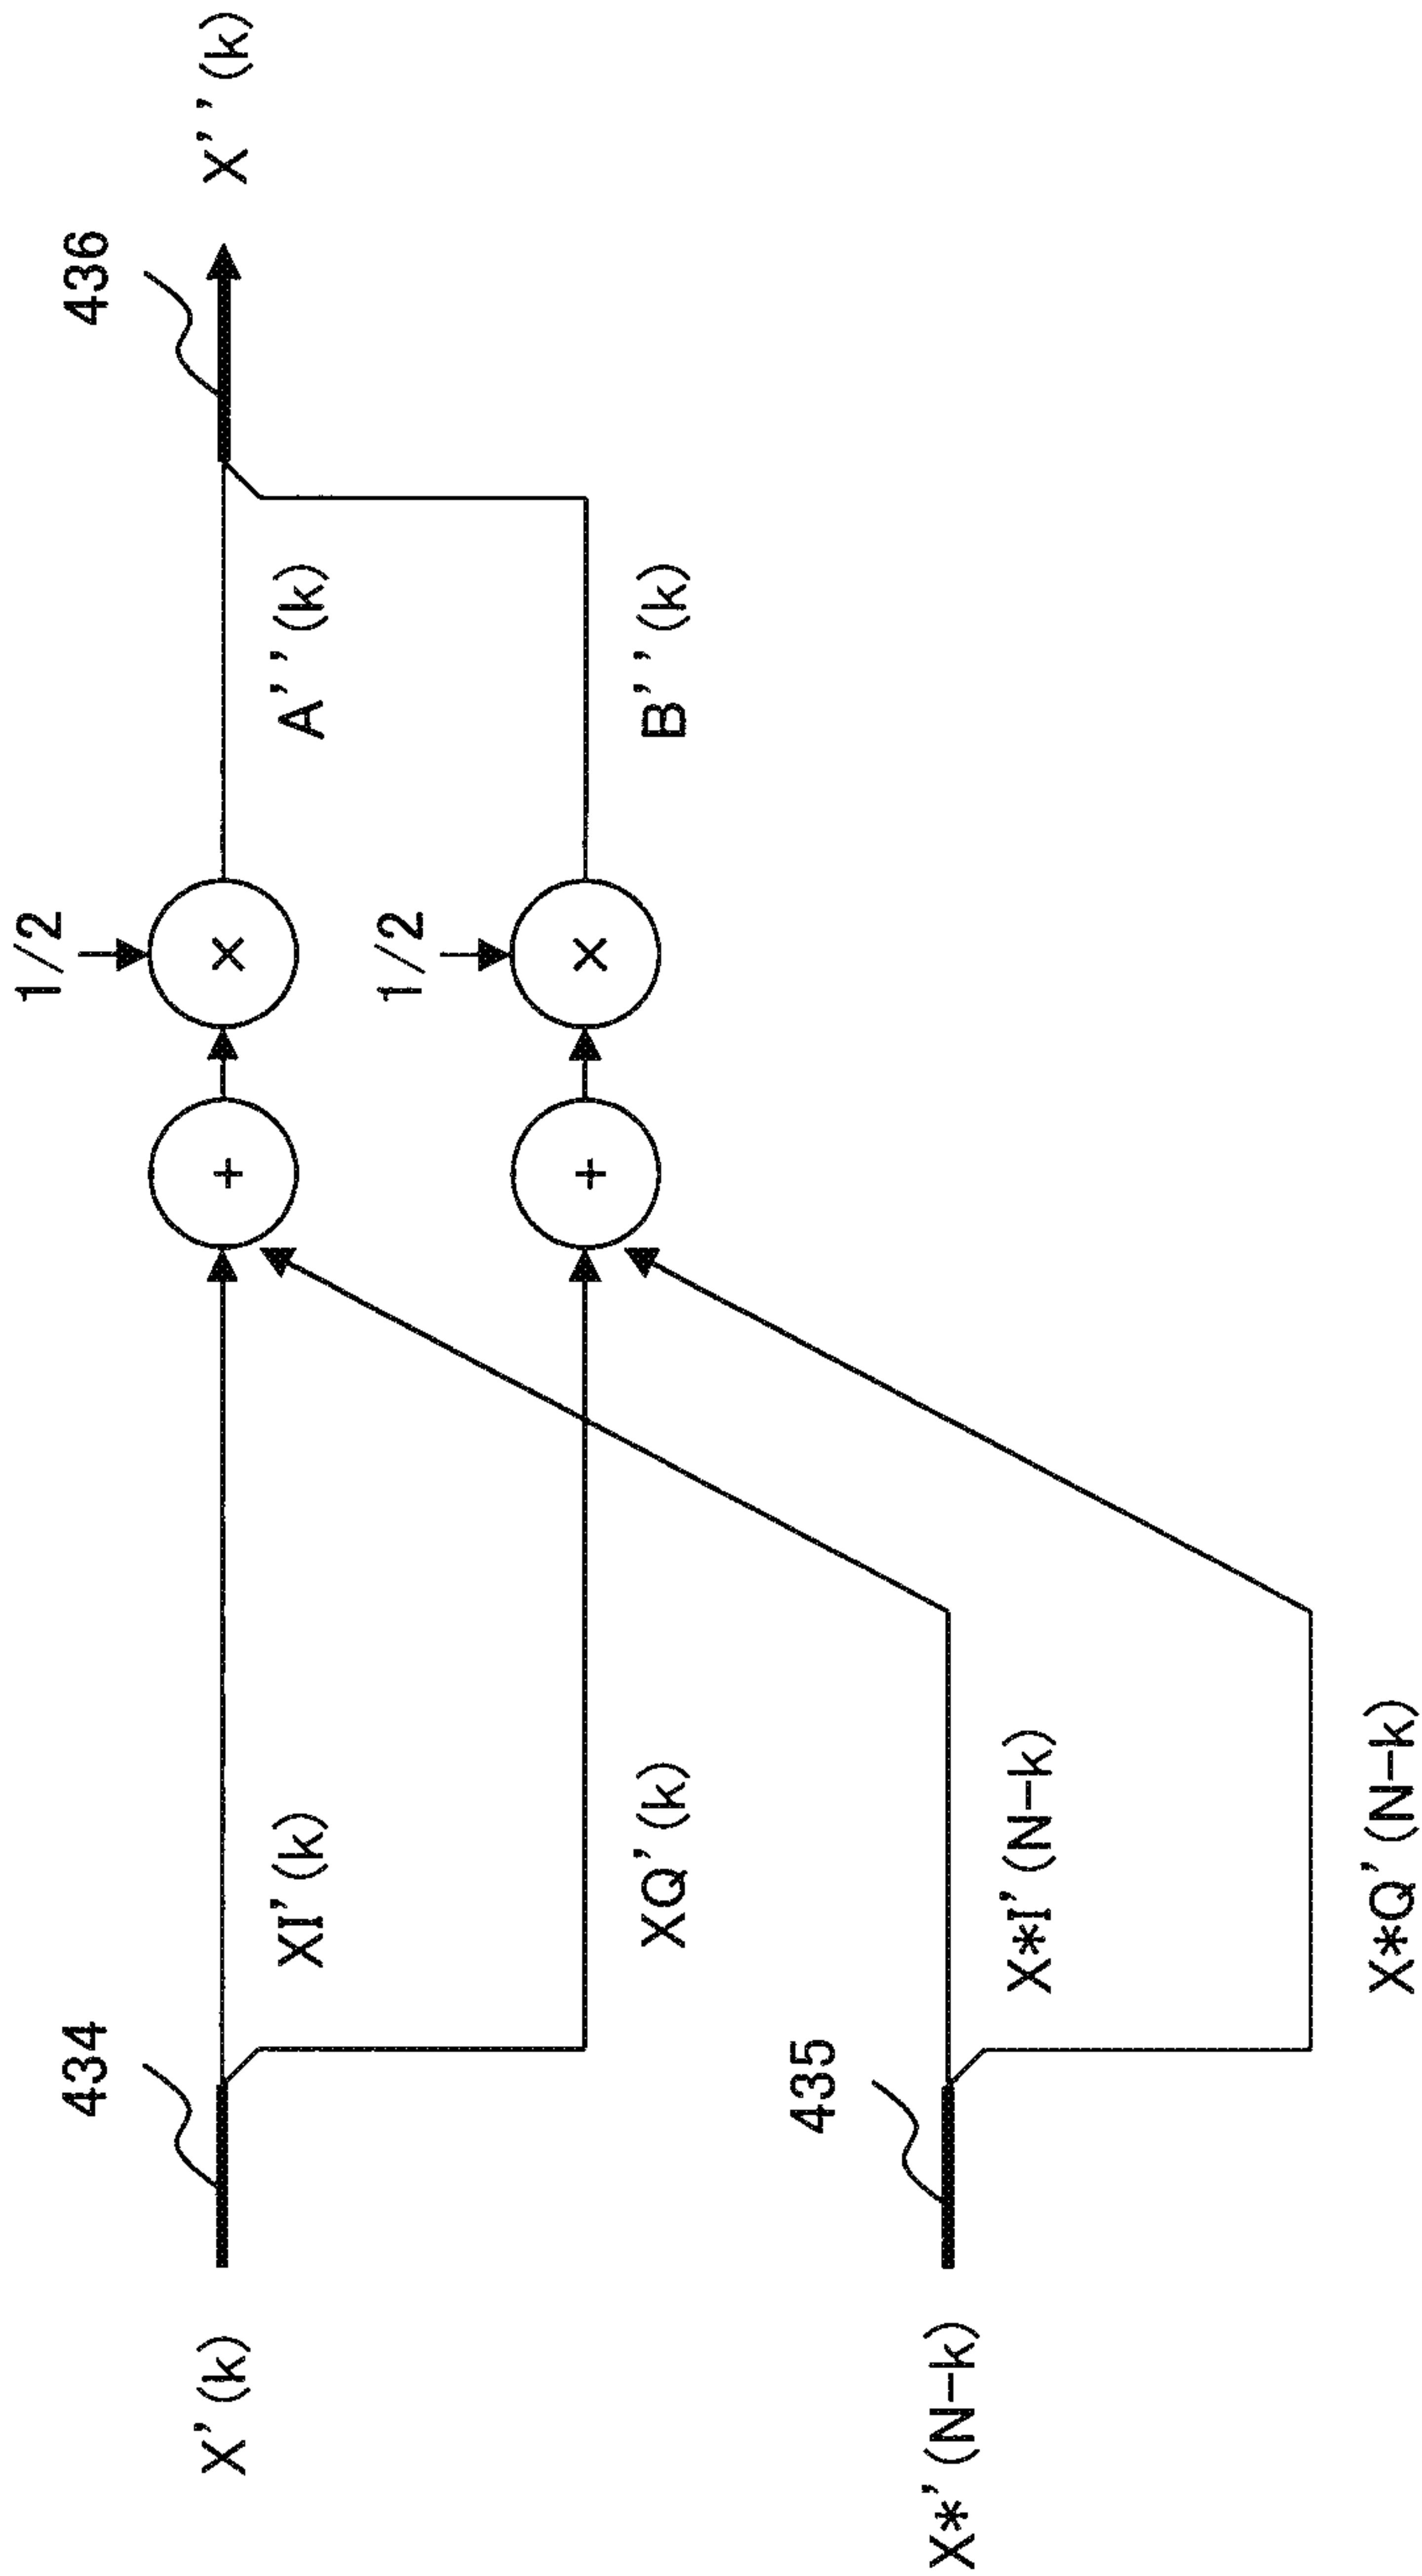 X'(k)
434
XI'(k)
XQ'(k)
X*'(N-k)
435
X*I'(N-k)
X*Q'(N-k)
+
+
1/2
×
1/2
×
A''(k)
B''(k)
436
X''(k)